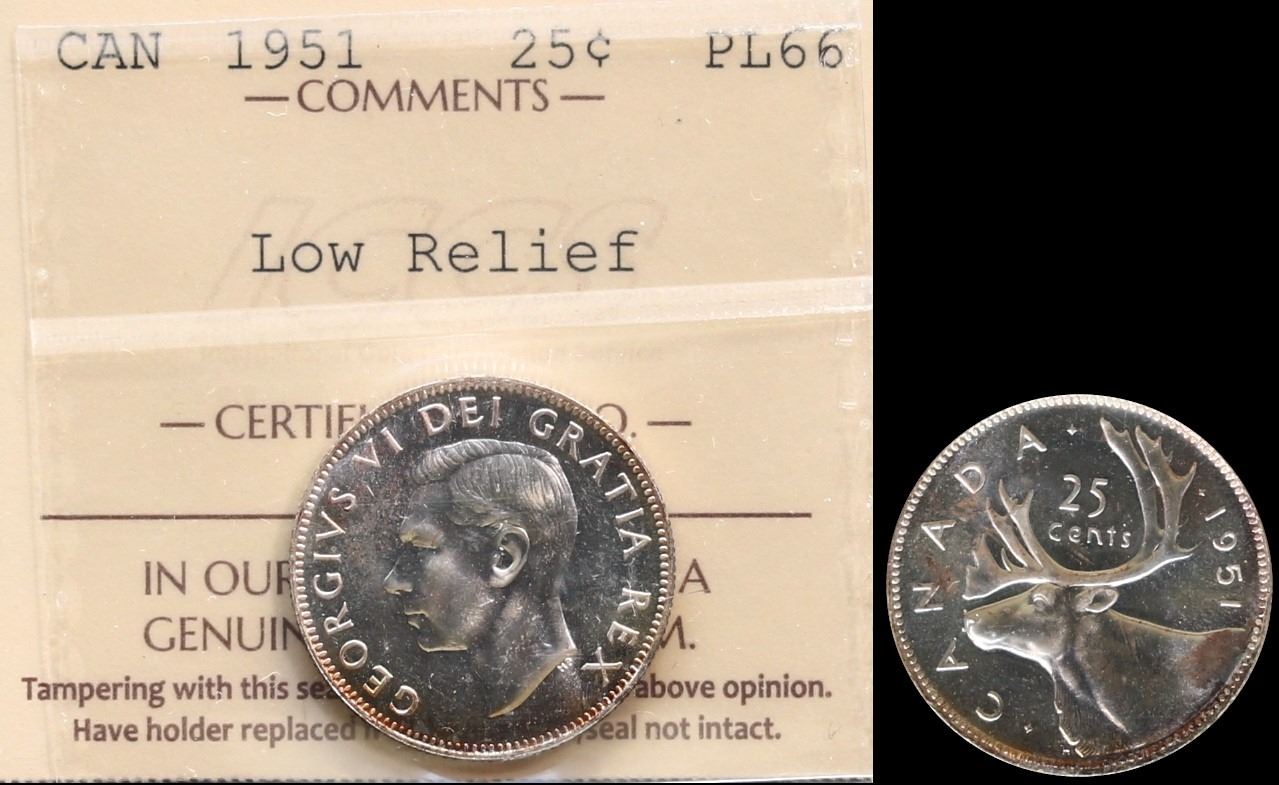 CAN 1951 25¢ PL66
— COMMENTS —
Low Relief
ICCS
— CERTIFI O. —
IN OUR A
GENUIN M.
Tampering with this se above opinion.
Have holder replaced seal not intact.
GEORGIVS VI DEI GRATIA REX
CANADA
25
cents
1951